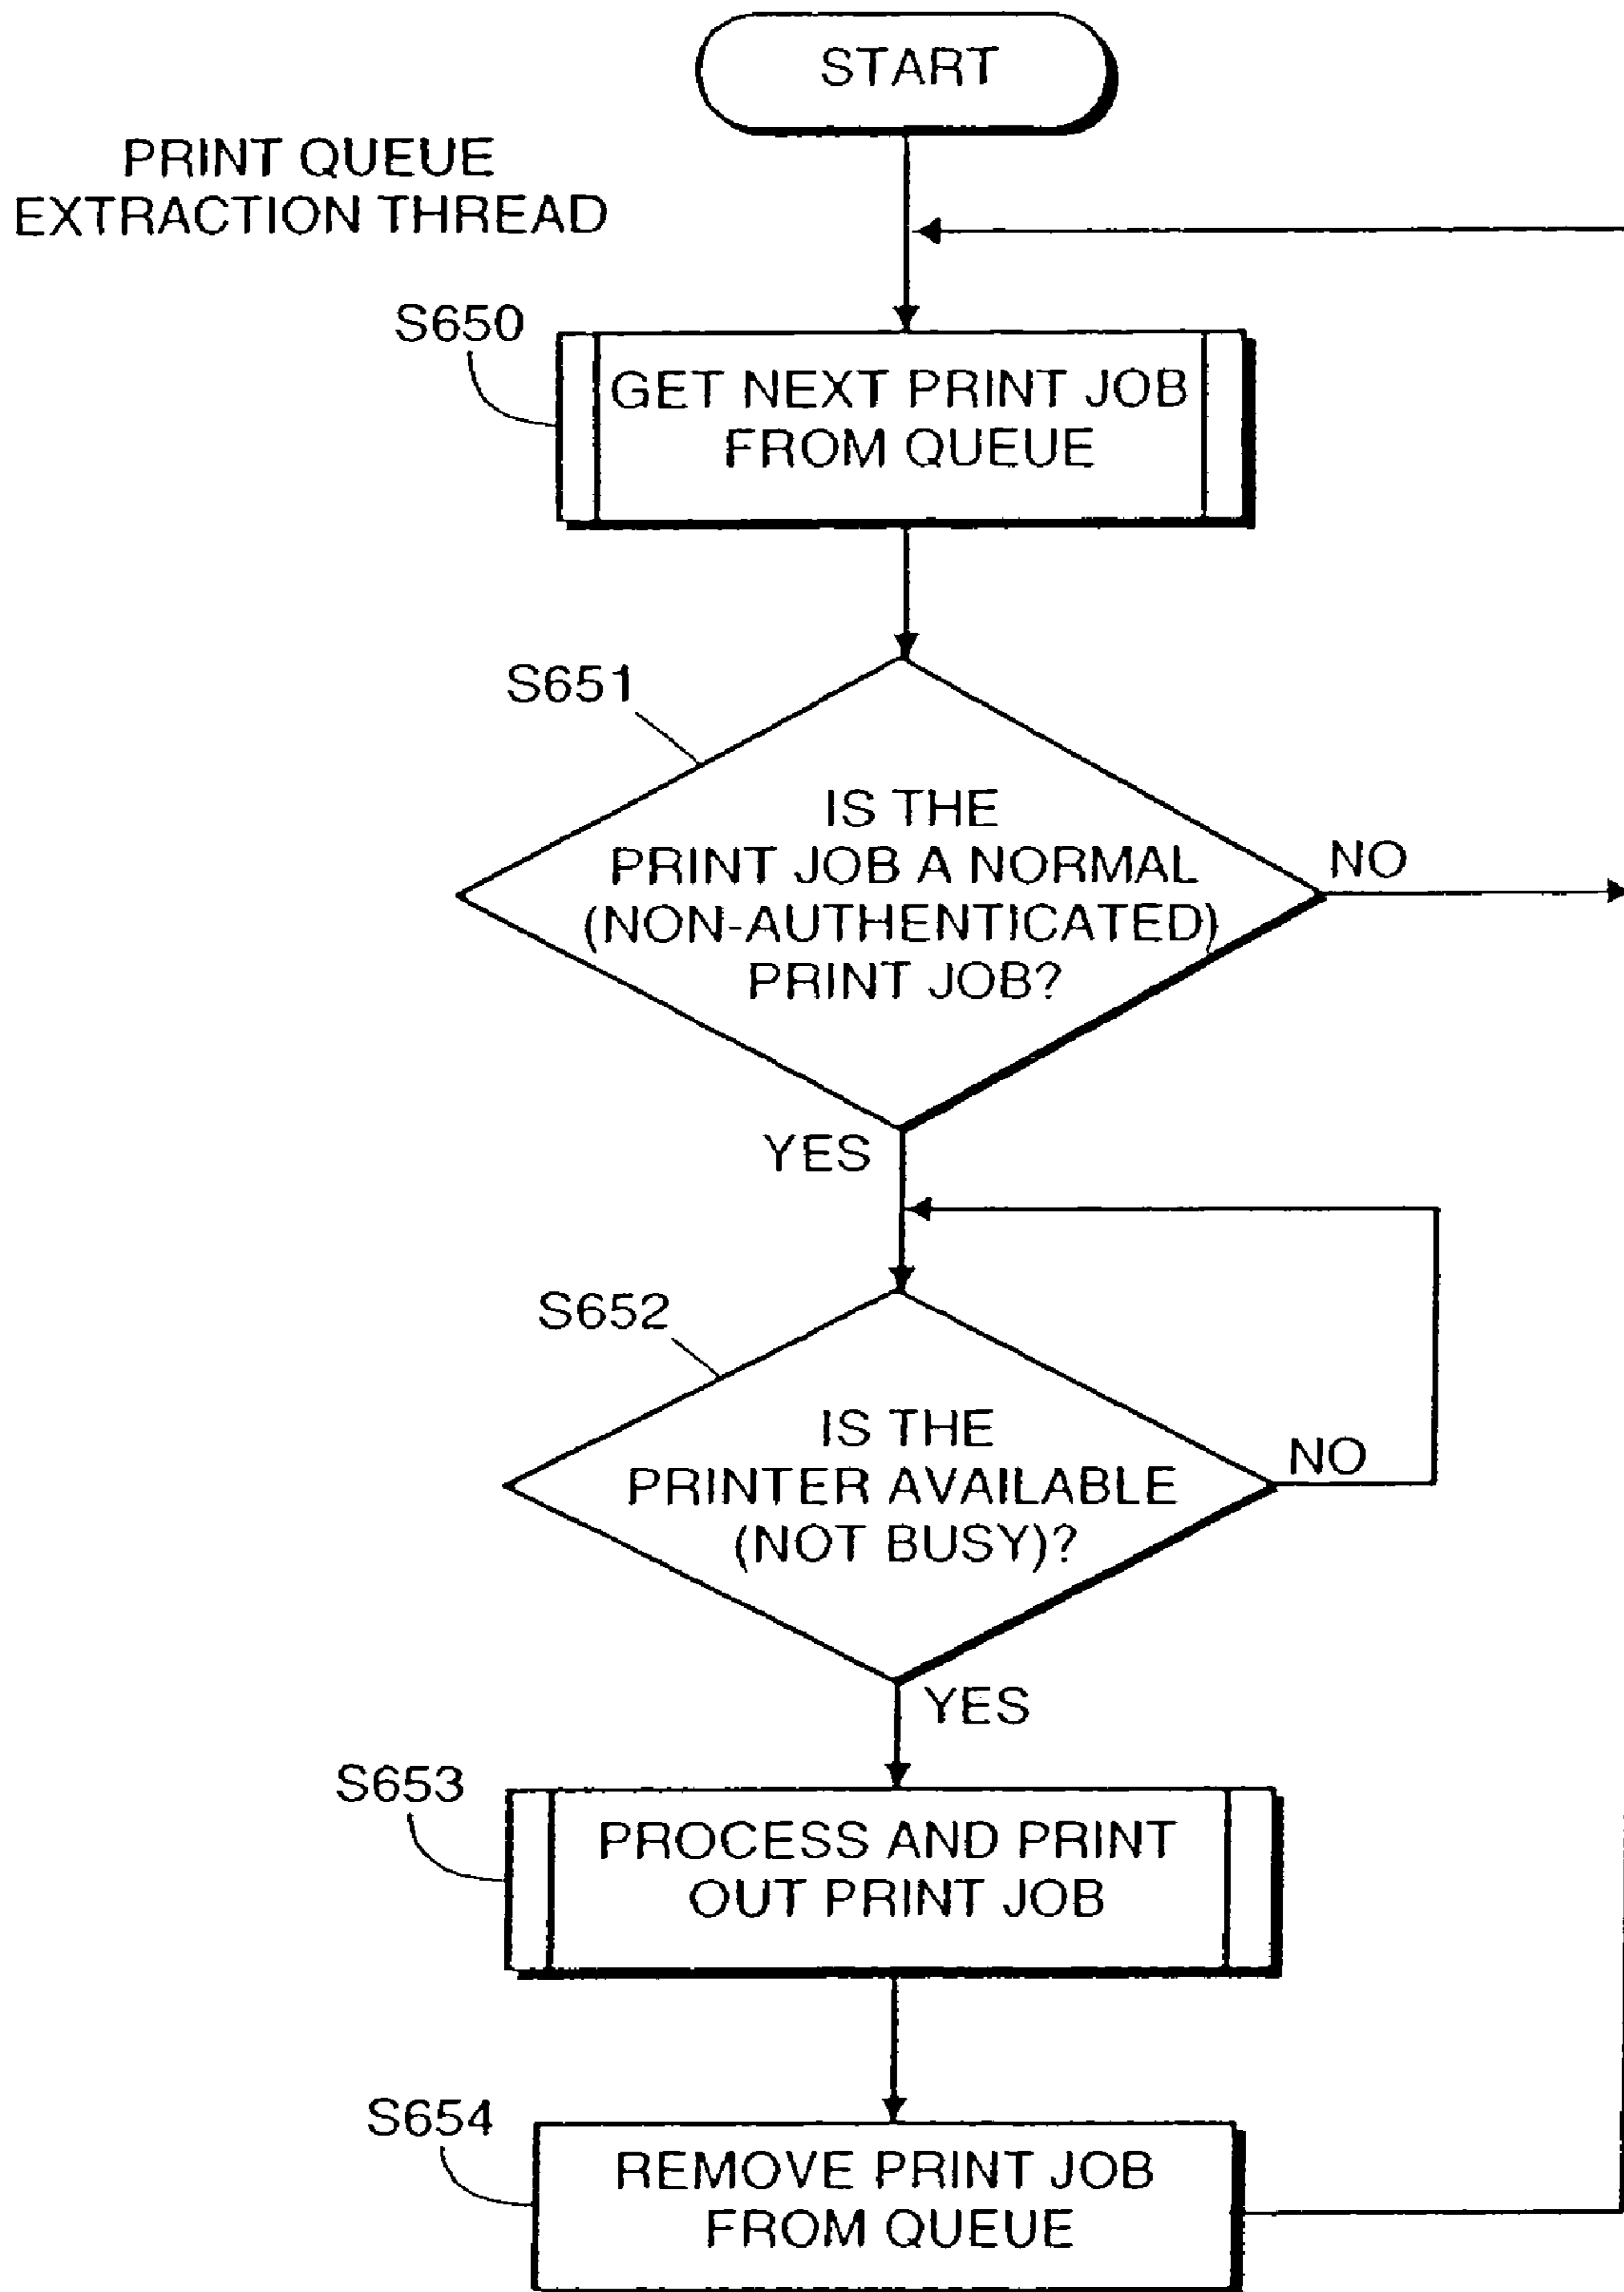 START
PRINT QUEUE
EXTRACTION THREAD
S650
GET NEXT PRINT JOB
FROM QUEUE
S651
IS THE
PRINT JOB A NORMAL
(NON-AUTHENTICATED)
PRINT JOB?
NO
YES
S652
IS THE
PRINTER AVAILABLE
(NOT BUSY)?
NO
YES
S653
PROCESS AND PRINT
OUT PRINT JOB
S654
REMOVE PRINT JOB
FROM QUEUE